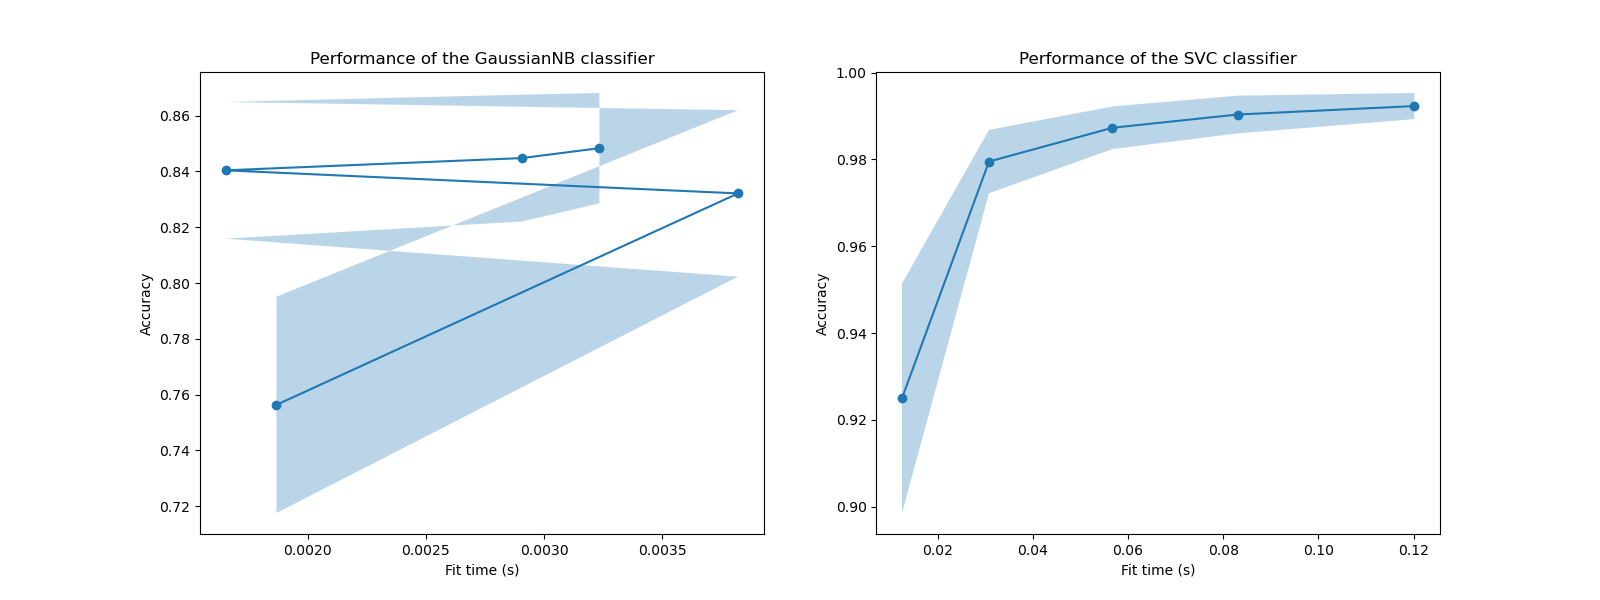 Performance of the GaussianNB classifier
Accuracy
0.86
0.84
0.82
0.80
0.78
0.76
0.74
0.72
0.0020 0.0025 0.0030 0.0035
Fit time (s)
Performance of the SVC classifier
Accuracy
1.00
0.98
0.96
0.94
0.92
0.90
0.02 0.04 0.06 0.08 0.10 0.12
Fit time (s)